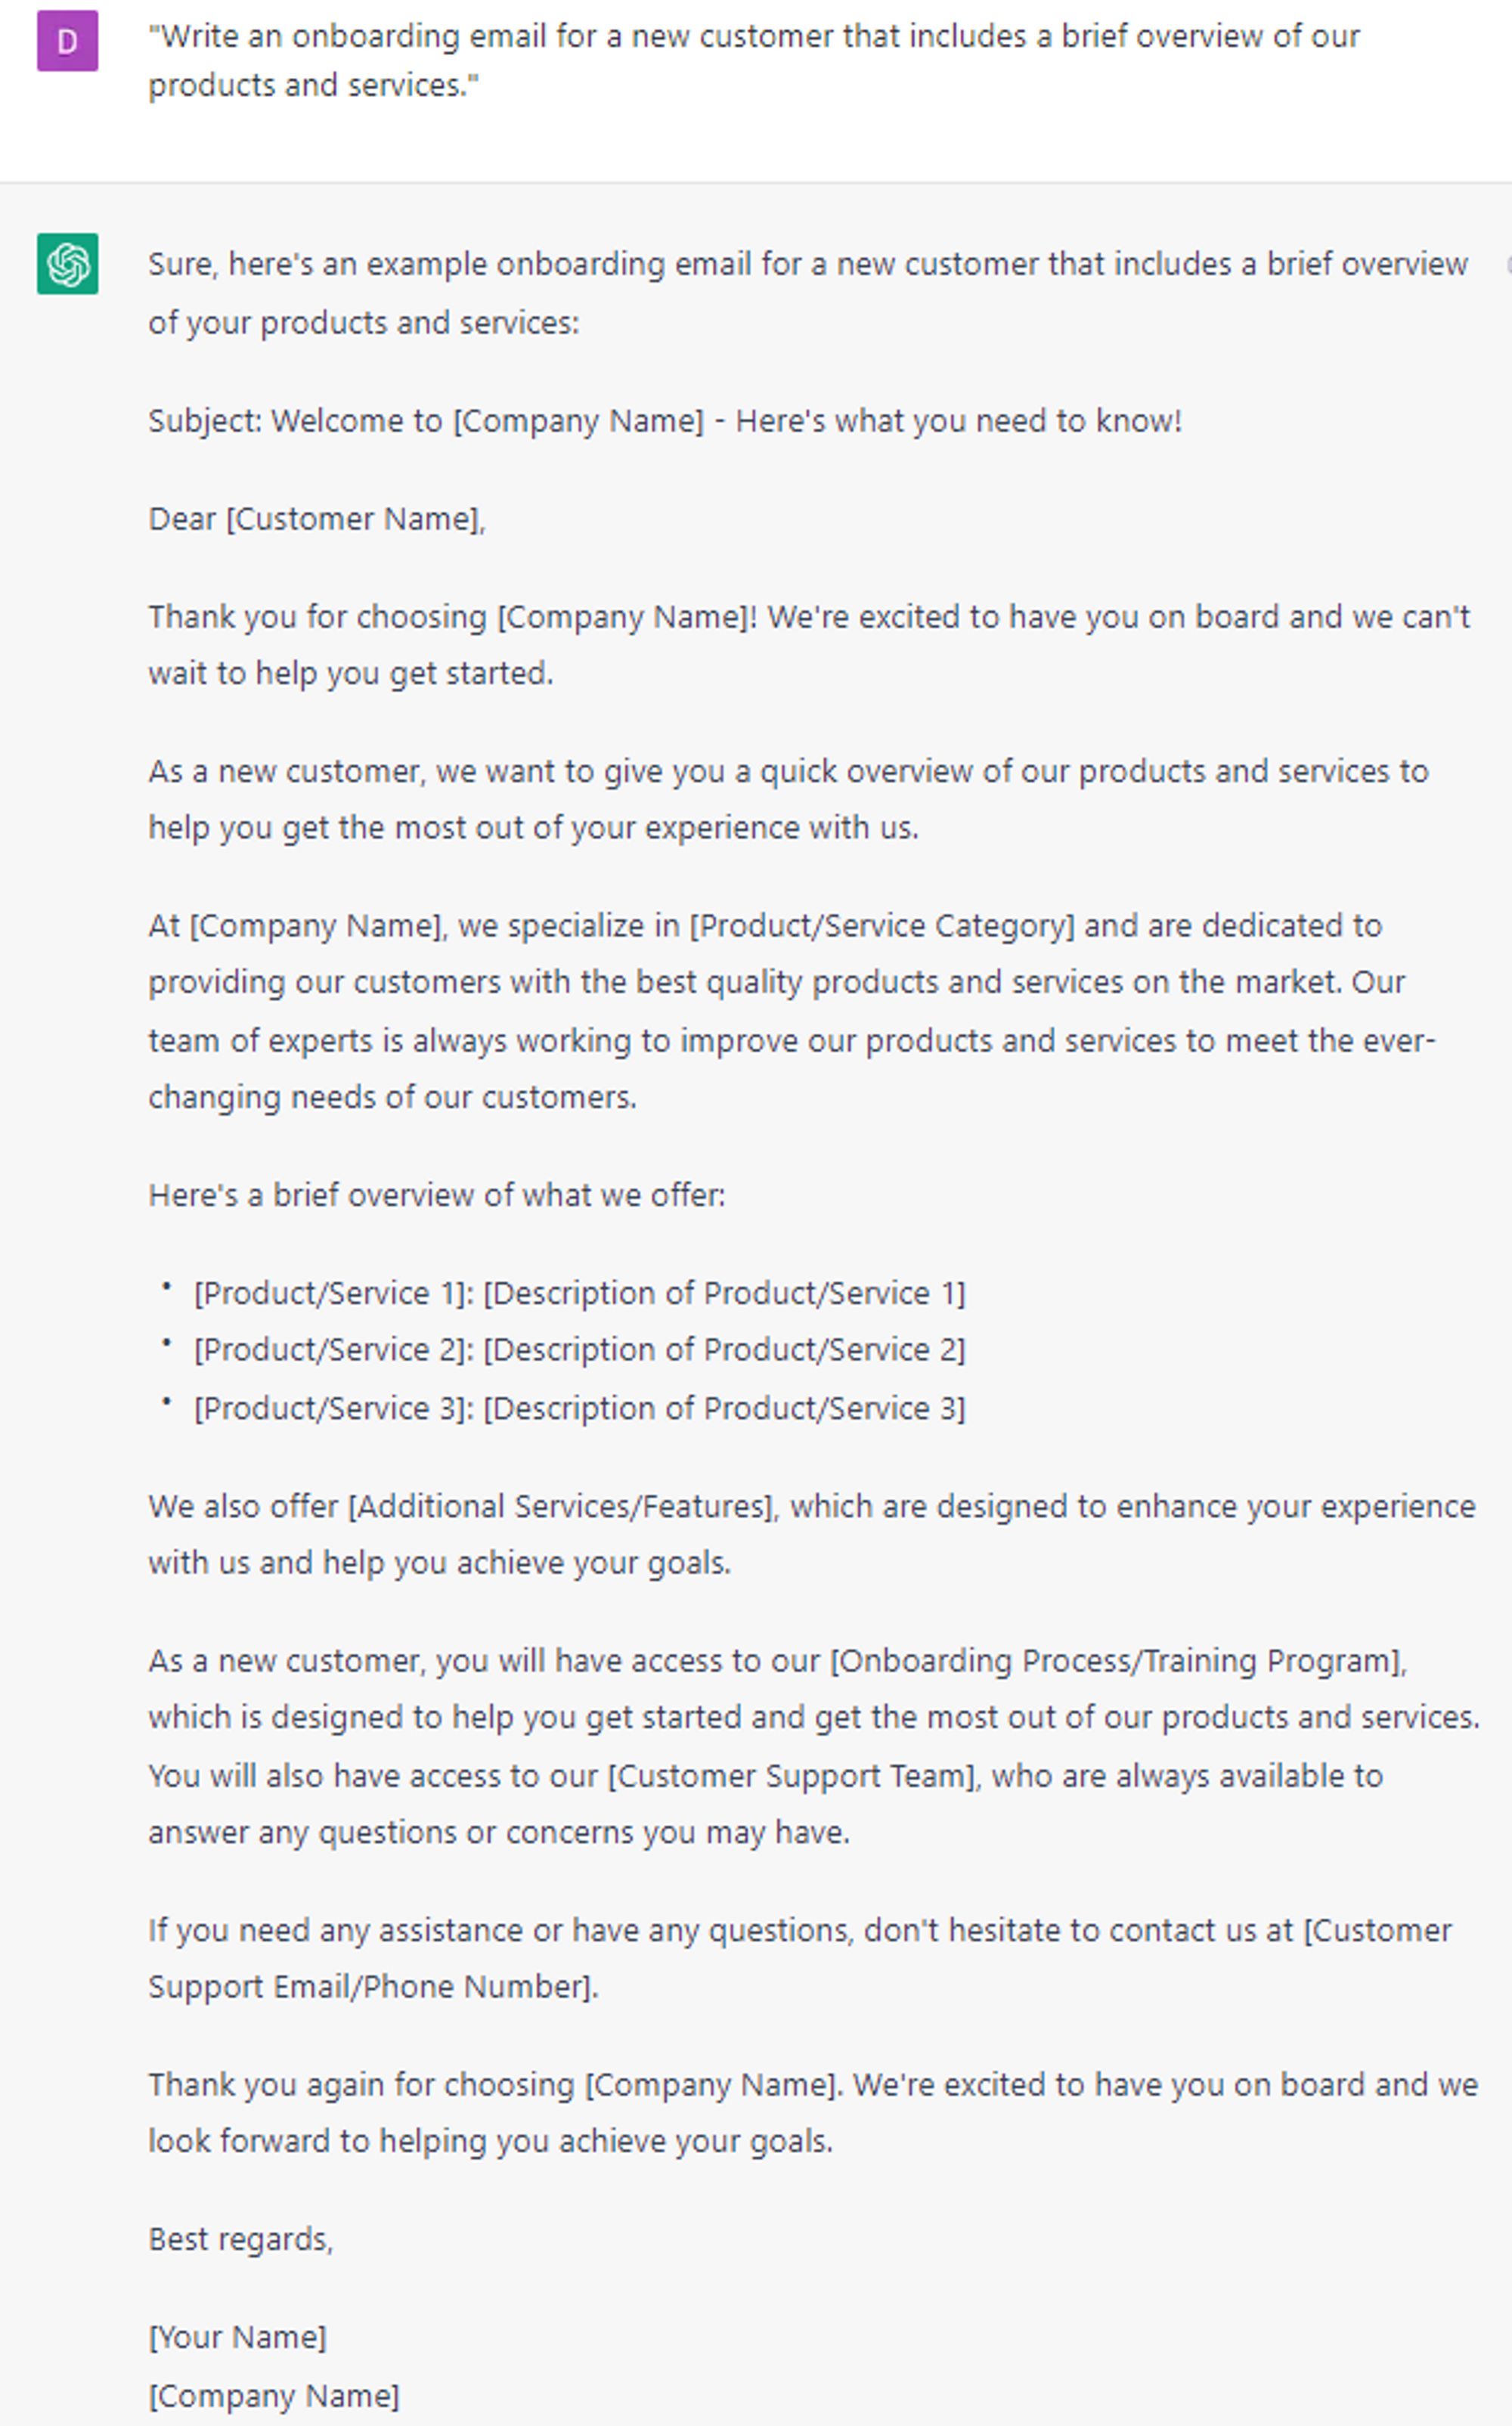 D
"Write an onboarding email for a new customer that includes a brief overview of our
products and services."
Sure, here's an example onboarding email for a new customer that includes a brief overview
of your products and services:
Subject: Welcome to [Company Name] - Here's what you need to know!
Dear [Customer Name],
Thank you for choosing [Company Name]! We're excited to have you on board and we can't
wait to help you get started.
As a new customer, we want to give you a quick overview of our products and services to
help you get the most out of your experience with us.
At [Company Name], we specialize in [Product/Service Category] and are dedicated to
providing our customers with the best quality products and services on the market. Our
team of experts is always working to improve our products and services to meet the ever-
changing needs of our customers.
Here's a brief overview of what we offer:
• [Product/Service 1]: [Description of Product/Service 1]
• [Product/Service 2]: [Description of Product/Service 2]
• [Product/Service 3]: [Description of Product/Service 3]
We also offer [Additional Services/Features], which are designed to enhance your experience
with us and help you achieve your goals.
As a new customer, you will have access to our [Onboarding Process/Training Program],
which is designed to help you get started and get the most out of our products and services.
You will also have access to our [Customer Support Team], who are always available to
answer any questions or concerns you may have.
If you need any assistance or have any questions, don't hesitate to contact us at [Customer
Support Email/Phone Number].
Thank you again for choosing [Company Name]. We're excited to have you on board and we
look forward to helping you achieve your goals.
Best regards,
[Your Name]
[Company Name]